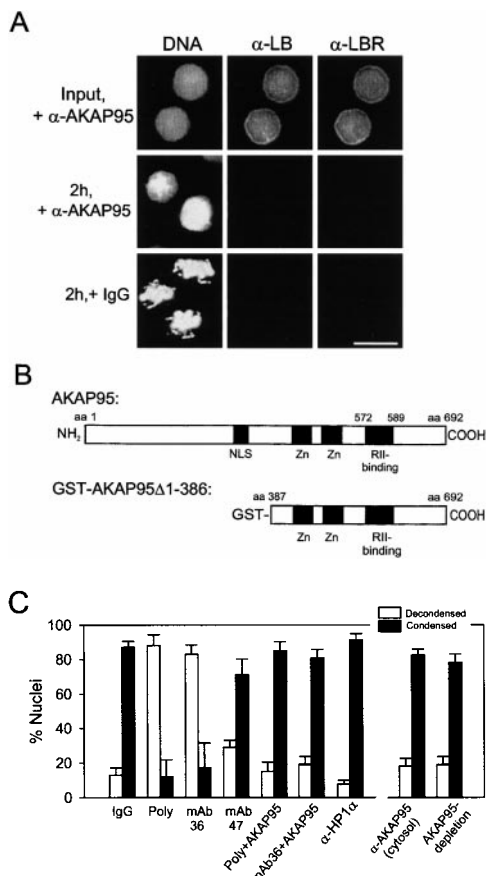 A
DNA α-LB α-LBR
Input,
+ α-AKAP95
2h,
+ α-AKAP95
2h,+ IgG
B
AKAP95:
aa 1 572 589 aa 692
NH2 COOH
NLS Zn Zn RII-
binding
GST-AKAP95Δ1-386:
aa 387 aa 692
GST- COOH
Zn Zn RII-
binding
C
Decondensed
Condensed
% Nuclei
100
80
60
40
20
0
IgG
Poly
mAb
36
mAb
47
Poly+AKAP95
mAb36+AKAP95
α-HP1α
α-AKAP95
(cytosol)
AKAP95-
depletion